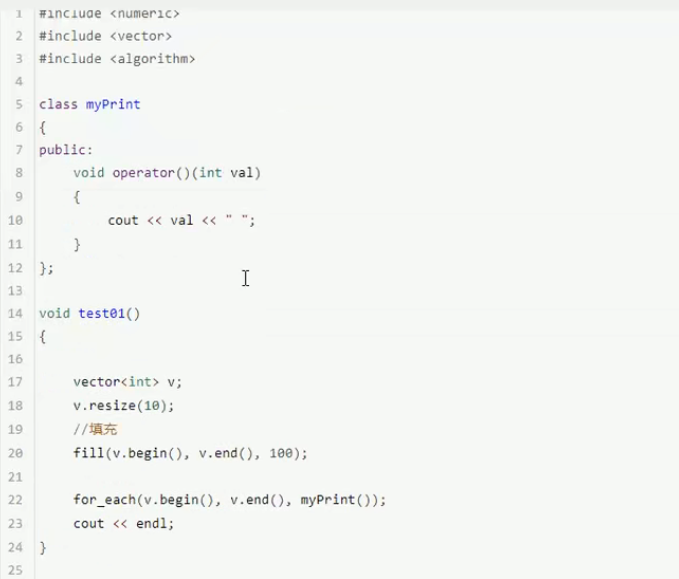 1 #include <numeric>
2 #include <vector>
3 #include <algorithm>
4
5 class myPrint
6 {
7 public:
8     void operator()(int val)
9     {
10         cout << val << " ";
11     }
12 };
13
14 void test01()
15 {
16
17     vector<int> v;
18     v.resize(10);
19     //填充
20     fill(v.begin(), v.end(), 100);
21
22     for_each(v.begin(), v.end(), myPrint());
23     cout << endl;
24 }
25